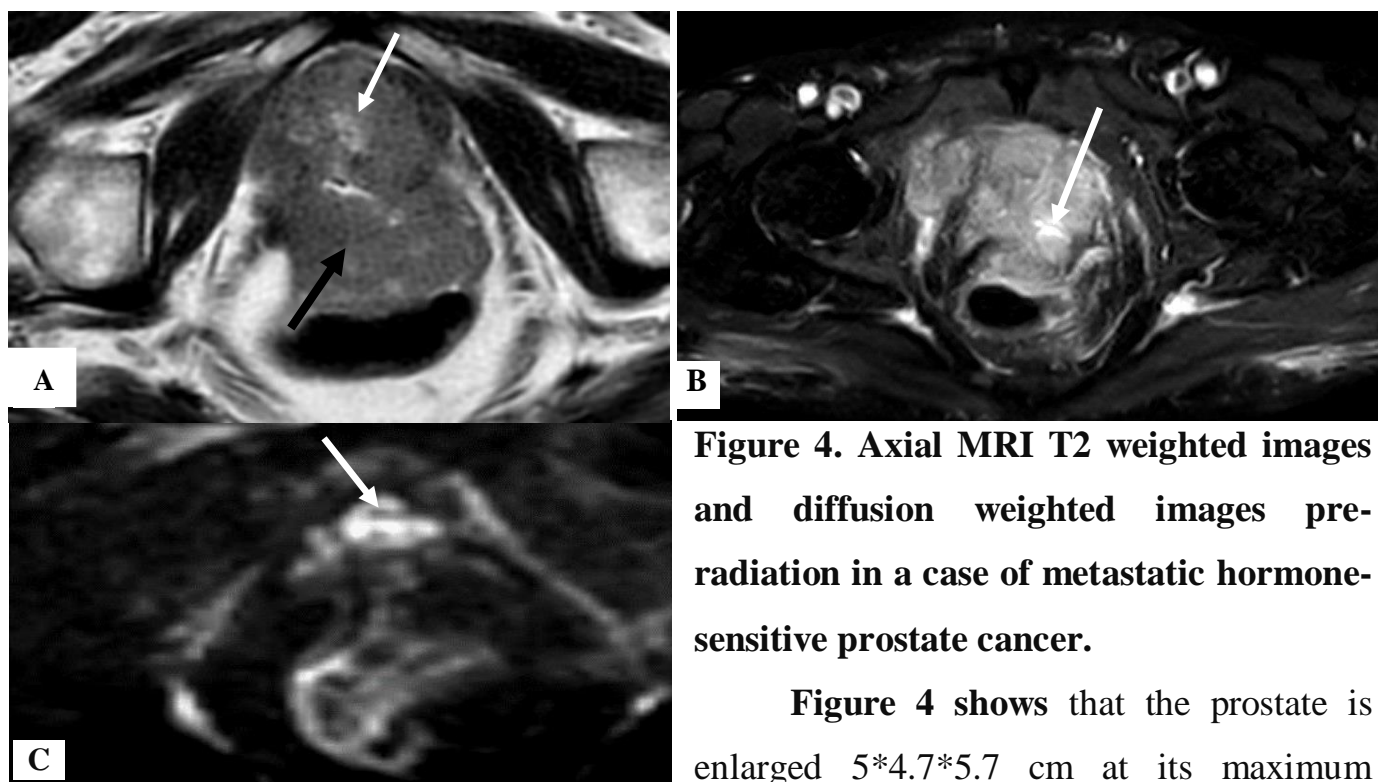 A
B
C
Figure 4. Axial MRI T2 weighted images
and diffusion weighted images pre-
radiation in a case of metastatic hormone-
sensitive prostate cancer.
Figure 4 shows that the prostate is
enlarged 5*4.7*5.7 cm at its maximum